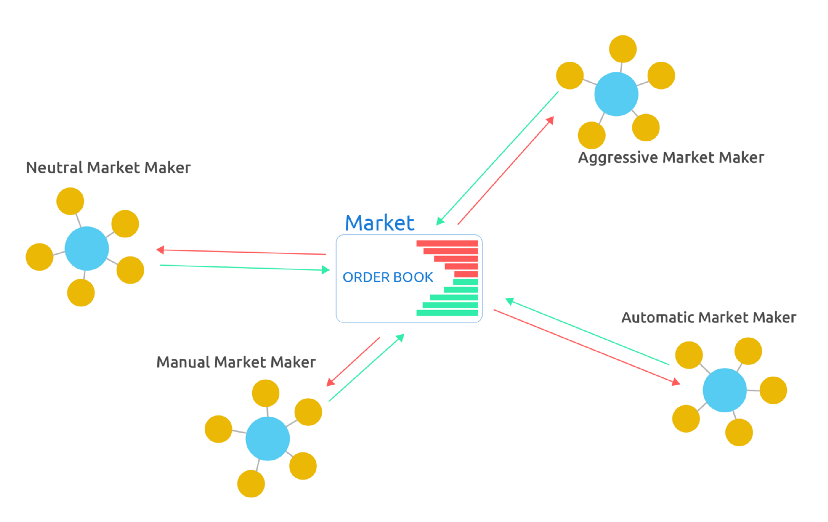 Aggressive Market Maker
Neutral Market Maker
Market
ORDER BOOK
Automatic Market Maker
Manual Market Maker